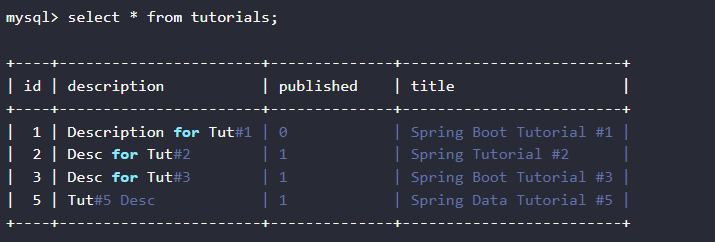 mysql> select * from tutorials;
+----+----------------------+-------------+------------------------+
| id | description          | published   | title                  |
+----+----------------------+-------------+------------------------+
|  1 | Description for Tut#1 | 0           | Spring Boot Tutorial #1 |
|  2 | Desc for Tut#2       | 1           | Spring Tutorial #2     |
|  3 | Desc for Tut#3       | 1           | Spring Boot Tutorial #3 |
|  5 | Tut#5 Desc           | 1           | Spring Data Tutorial #5 |
+----+----------------------+-------------+------------------------+